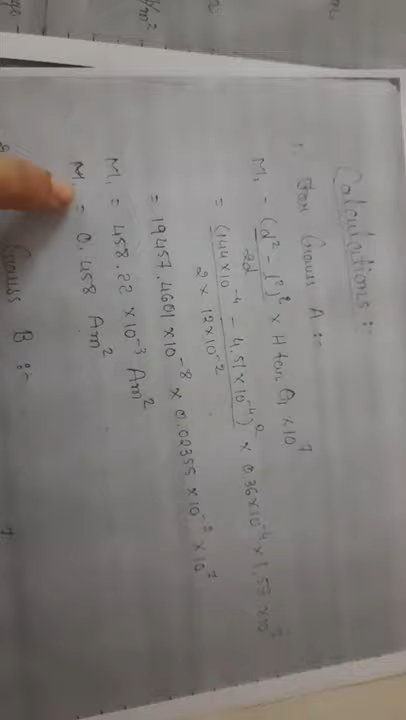 Calculations :-
1. For Gauss A :-
M₁ = (d² - l²)² / 2d × H tan θ₁ × 10⁷
= (144×10⁻⁴ - 4.51×10⁻⁴)² / 2 × 12×10⁻² × 0.36×10⁻⁴ × 1.57×10⁷
= 19457.4601×10⁻⁸ × 0.02355×10⁻² × 10⁷
M₁ = 458.22 ×10⁻³ Am²
M₁ = 0.458 Am²
Gauss B :-